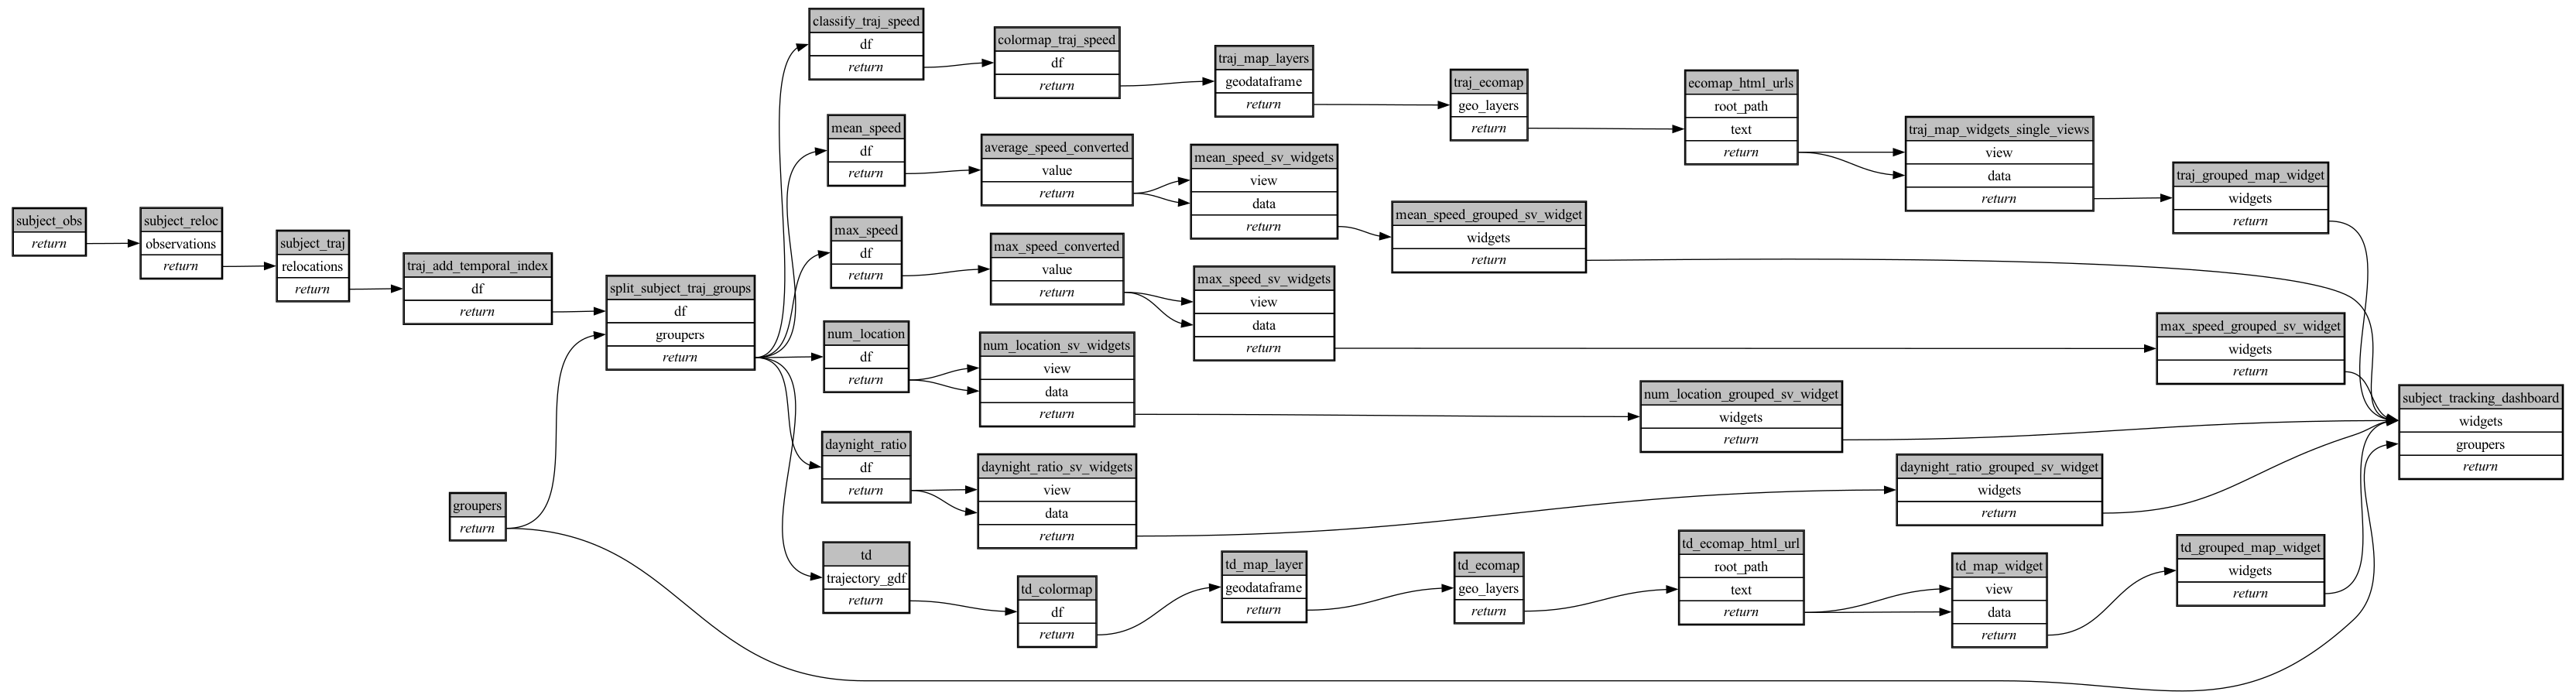 subject_obs
return
subject_reloc
observations
return
subject_traj
relocations
return
traj_add_temporal_index
df
return
groupers
return
split_subject_traj_groups
df
groupers
return
classify_traj_speed
df
return
colormap_traj_speed
df
return
traj_map_layers
geodataframe
return
traj_ecomap
geo_layers
return
ecomap_html_urls
root_path
text
return
traj_map_widgets_single_views
view
data
return
traj_grouped_map_widget
widgets
return
mean_speed
df
return
average_speed_converted
value
return
mean_speed_sv_widgets
view
data
return
mean_speed_grouped_sv_widget
widgets
return
max_speed
df
return
max_speed_converted
value
return
max_speed_sv_widgets
view
data
return
max_speed_grouped_sv_widget
widgets
return
num_location
df
return
num_location_sv_widgets
view
data
return
num_location_grouped_sv_widget
widgets
return
daynight_ratio
df
return
daynight_ratio_sv_widgets
view
data
return
daynight_ratio_grouped_sv_widget
widgets
return
td
trajectory_gdf
return
td_colormap
df
return
td_map_layer
geodataframe
return
td_ecomap
geo_layers
return
td_ecomap_html_url
root_path
text
return
td_map_widget
view
data
return
td_grouped_map_widget
widgets
return
subject_tracking_dashboard
widgets
groupers
return